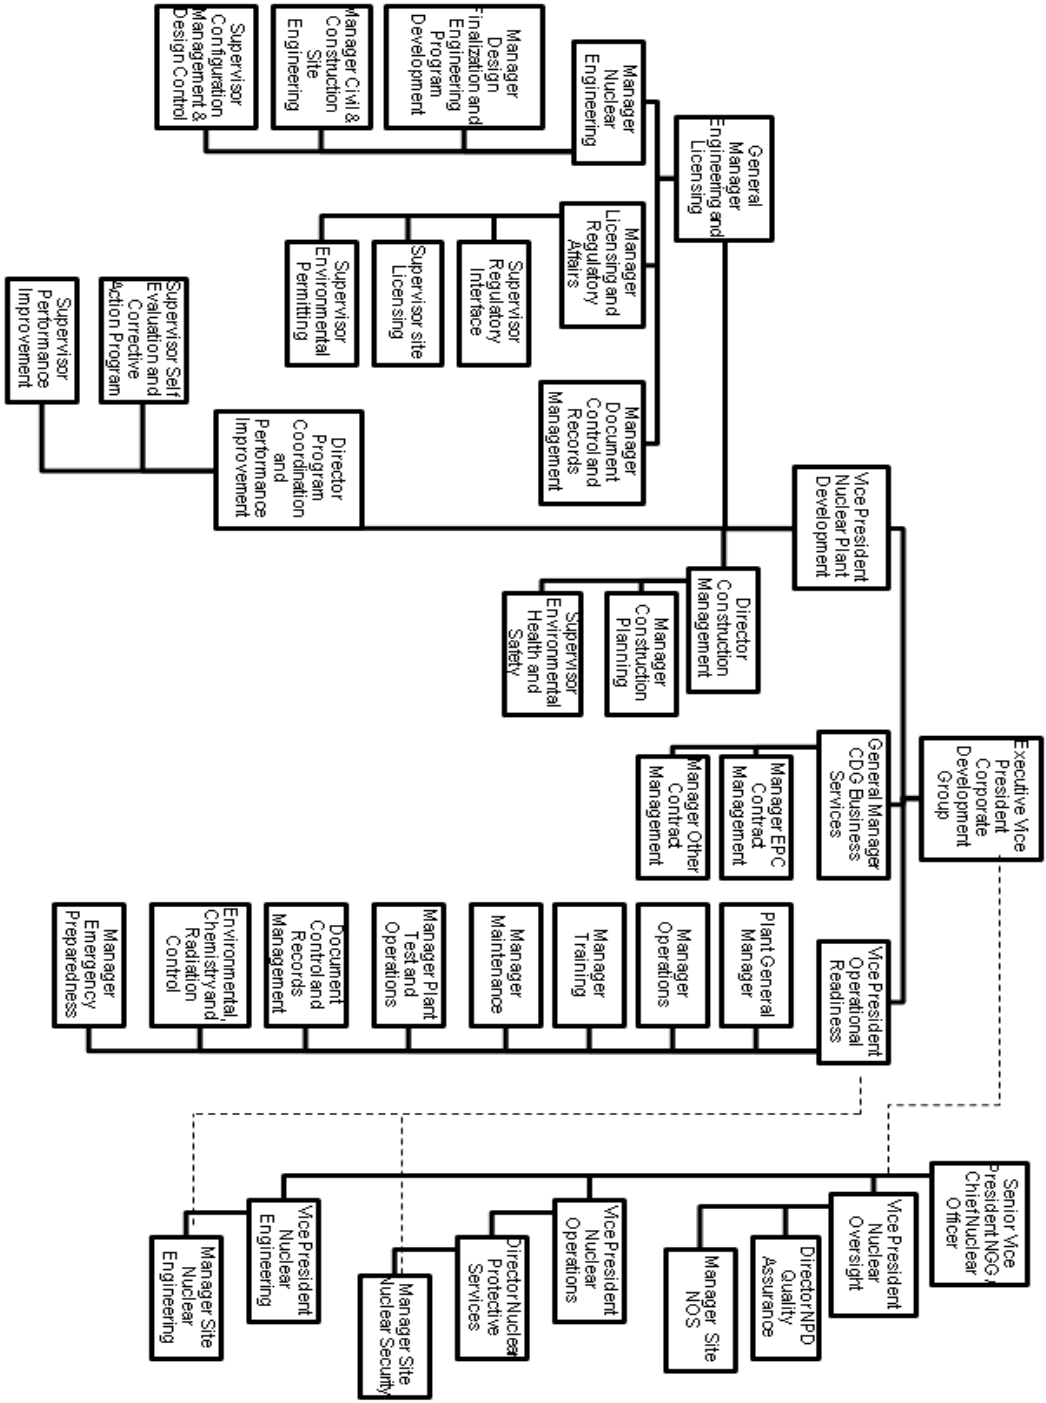 Executive Vice
President
Corporate
Development
Group
Vice President
Nuclear Plant
Development
General Manager
CDG Business
Services
Vice President
Operational
Readiness
General
Manager
Engineering and
Licensing
Manager
Nuclear
Engineering
Manager
Design
Finalization and
Engineering
Program
Development
Manager Civil &
Construction
Site
Engineering
Supervisor
Configuration
Management &
Design Control
Manager
Licensing and
Regulatory
Affairs
Supervisor
Regulatory
Interface
Supervisor site
Licensing
Supervisor
Environmental
Permitting
Manager
Document
Control and
Records
Management
Director
Program
Coordination
and
Performance
Improvement
Supervisor Self
Evaluation and
Corrective
Action Program
Supervisor
Performance
Improvement
Director
Construction
Management
Manager
Construction
Planning
Supervisor
Environmental
Health and
Safety
Manager EPC
Contract
Management
Manager Other
Contract
Management
Plant General
Manager
Manager
Operations
Manager
Training
Manager
Maintenance
Manager Plant
Test and
Operations
Document
Control and
Records
Management
Environmental,
Chemistry and
Radiation
Control
Manager
Emergency
Preparedness
Senior Vice
President NGG,
Chief Nuclear
Officer
Vice President
Nuclear
Oversight
Director NPD
Quality
Assurance
Manager Site
NOS
Vice President
Nuclear
Operations
Director Nuclear
Protective
Services
Manager Site
Nuclear Security
Vice President
Nuclear
Engineering
Manager Site
Nuclear
Engineering